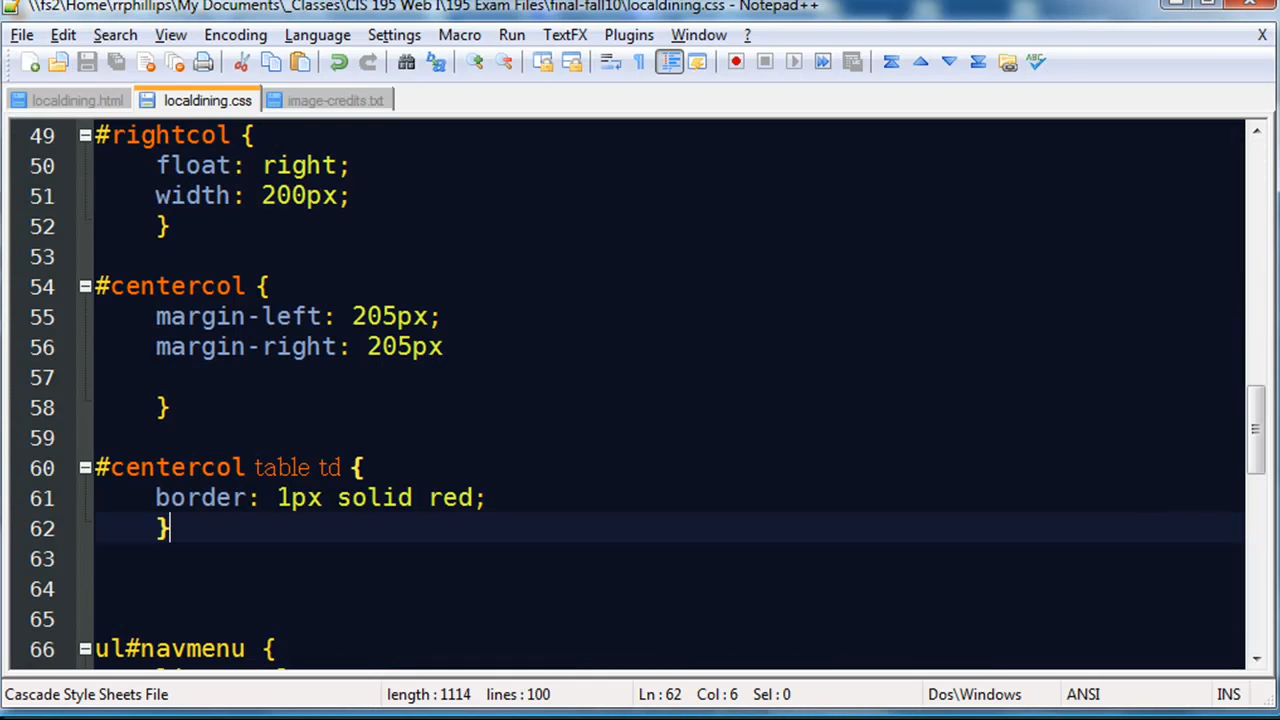 \\fs2\Home\rrphillips\My Documents\_Classes\CIS 195 Web I\195 Exam Files\final-fall10\localdining.css - Notepad++
File Edit Search View Encoding Language Settings Macro Run TextFX Plugins Window ? X
localdining.html localdining.css image-credits.txt
49 #rightcol {
50 float: right;
51 width: 200px;
52 }
53
54 #centercol {
55 margin-left: 205px;
56 margin-right: 205px
57
58 }
59
60 #centercol table td {
61 border: 1px solid red;
62 }
63
64
65
66 ul#navmenu {
Cascade Style Sheets File length : 1114 lines : 100 Ln : 62 Col : 6 Sel : 0 Dos\Windows ANSI INS